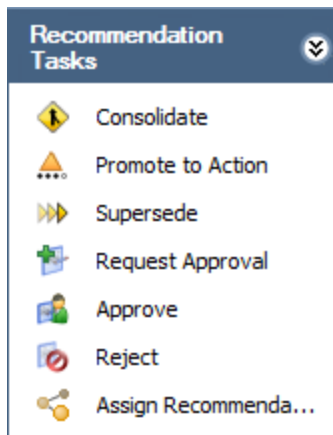 Recommendation
Tasks
Consolidate
Promote to Action
Supersede
Request Approval
Approve
Reject
Assign Recommenda...